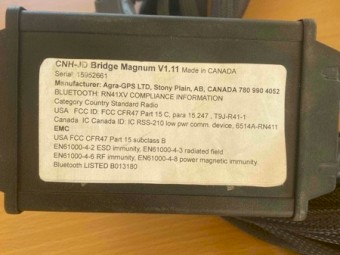 CNH-JD Bridge Magnum V1.11 Made in CANADA
Serial: 15952661
Manufacturer: Agra-GPS LTD, Stony Plain, AB, CANADA 780 990 4052
BLUETOOTH: RN41XV COMPLIANCE INFORMATION
Category Country Standard Radio
USA FCC ID: FCC CFR47 Part 15 C, para 15.247 , T9J-R41-1
Canada IC Canada ID: IC RSS-210 low pwr comm. device, 6514A-RN411
EMC
USA FCC CFR47 Part 15 subclass B
EN61000-4-2 ESD immunity, EN61000-4-3 radiated field
EN61000-4-6 RF immunity, EN61000-4-8 power magnetic immunity
Bluetooth LISTED B013180